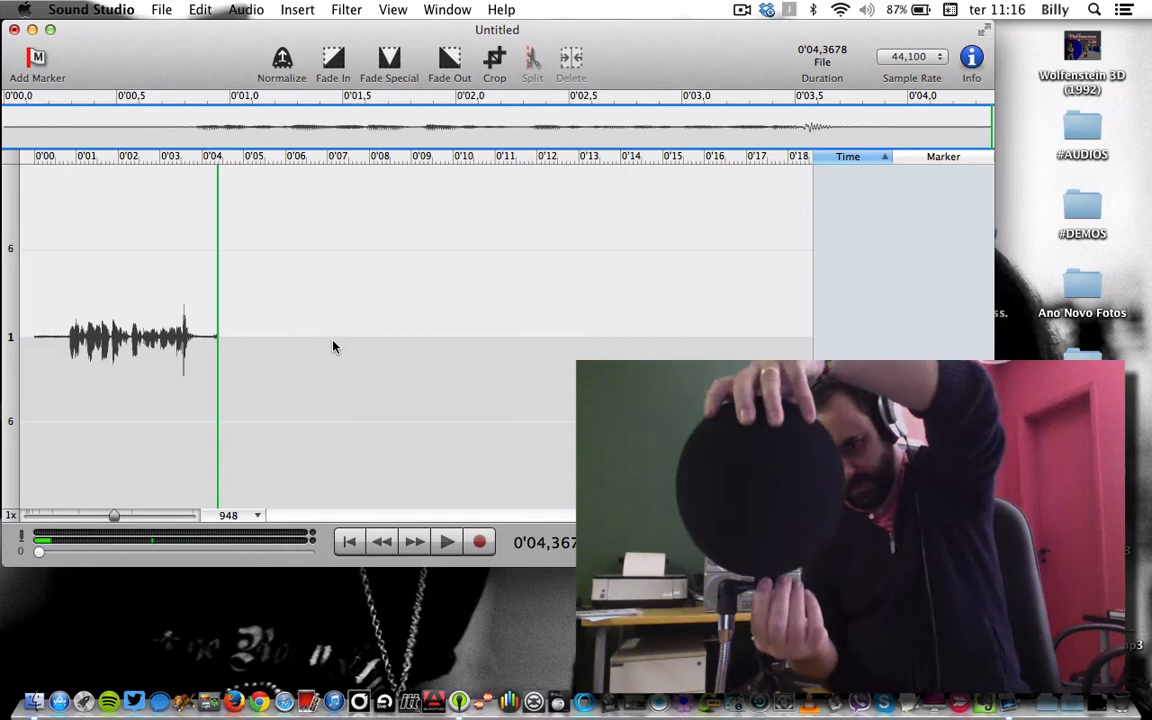 Sound Studio File Edit Audio Insert Filter View Window Help 87% ter 11:16 Billy
Untitled
Add Marker Normalize Fade In Fade Special Fade Out Crop Split Delete 0'04,3678 File Duration 44,100 Sample Rate Info
0'00,0 0'00,5 0'01,0 0'01,5 0'02,0 0'02,5 0'03,0 0'03,5 0'04,0
0'00, 0'01, 0'02, 0'03, 0'04, 0'05, 0'06, 0'07, 0'08, 0'09, 0'10, 0'11, 0'12, 0'13, 0'14, 0'15, 0'16, 0'17, 0'18, Time Marker
6
1
6
1x 948
0 0'04,367
Wolfenstein 3D
(1992)
#AUDIOS
#DEMOS
Ano Novo Fotos
ss.
p3